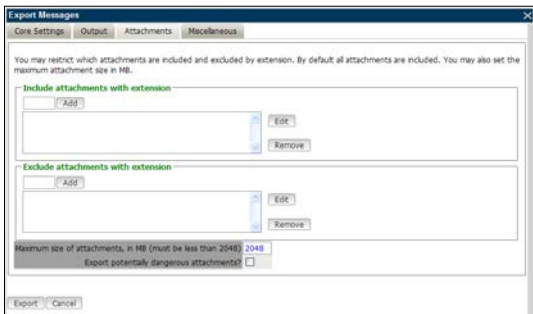 Export Messages
Core Settings Output Attachments Miscellaneous
You may restrict which attachments are included and excluded by extension. By default all attachments are included. You may also set the
maximum attachment size in MB.
Include attachments with extension
Add
Edit
Remove
Exclude attachments with extension
Add
Edit
Remove
Maximum size of attachments, in MB (must be less than 2048) 2048
Export potentially dangerous attachments?
Export Cancel